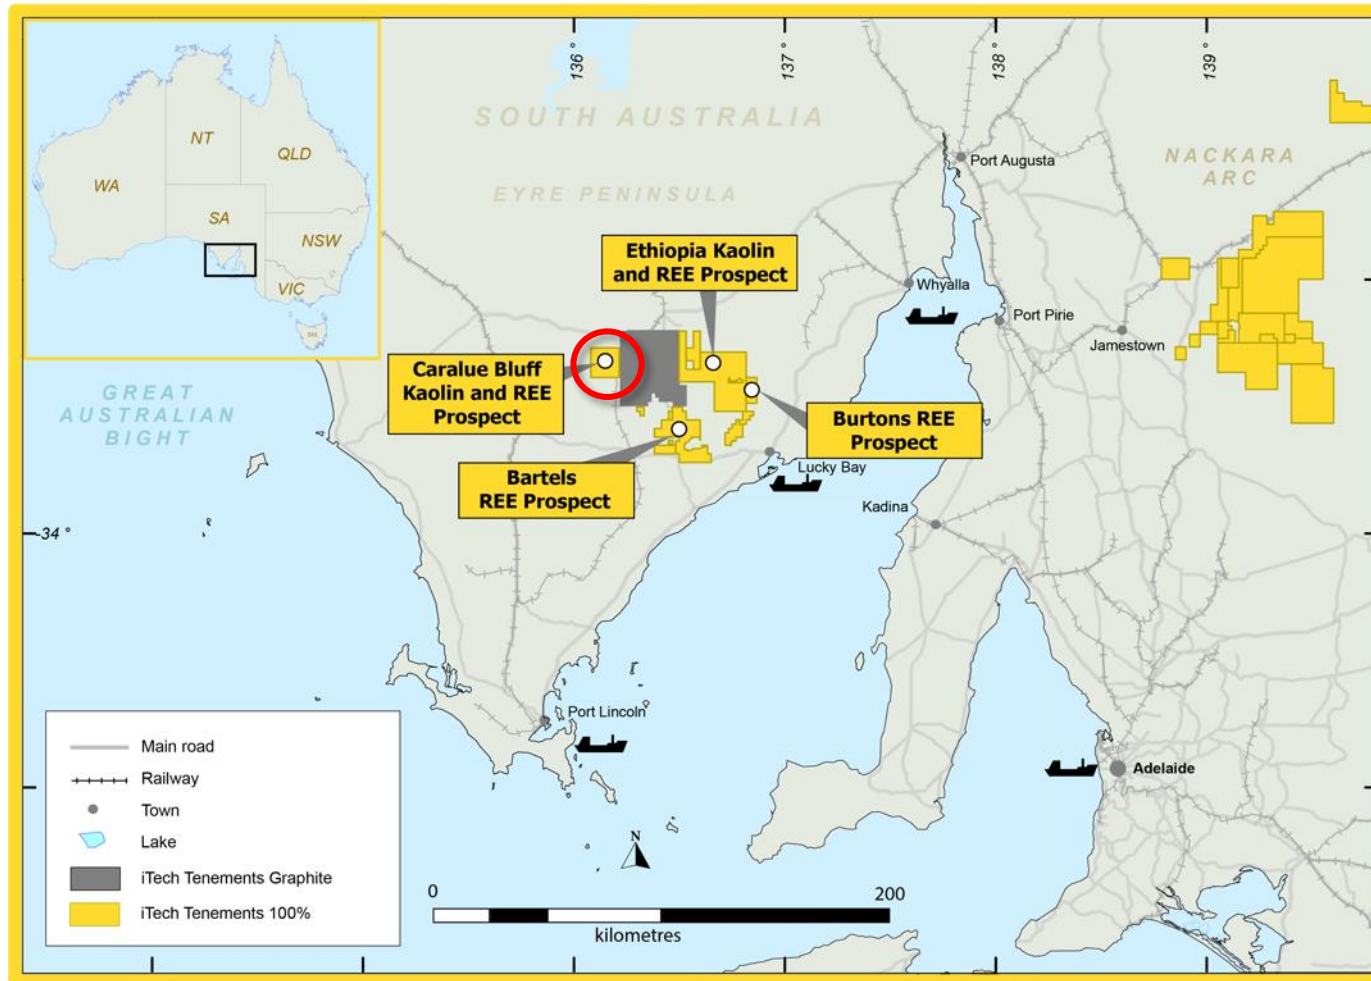 WA
NT
QLD
SA
NSW
VIC
TAS
136 °
137 °
138 °
139 °
SOUTH AUSTRALIA
EYRE PENINSULA
NACKARA
ARC
Port Augusta
Ethiopia Kaolin
and REE Prospect
Whyalla
Port Pirie
Jamestown
Caralue Bluff
Kaolin and REE
Prospect
GREAT
AUSTRALIAN
BIGHT
Burtons REE
Prospect
Bartels
REE Prospect
Lucky Bay
Kadina
-34 °
Port Lincoln
Adelaide
Main road
Railway
Town
Lake
iTech Tenements Graphite
iTech Tenements 100%
N
0
200
kilometres